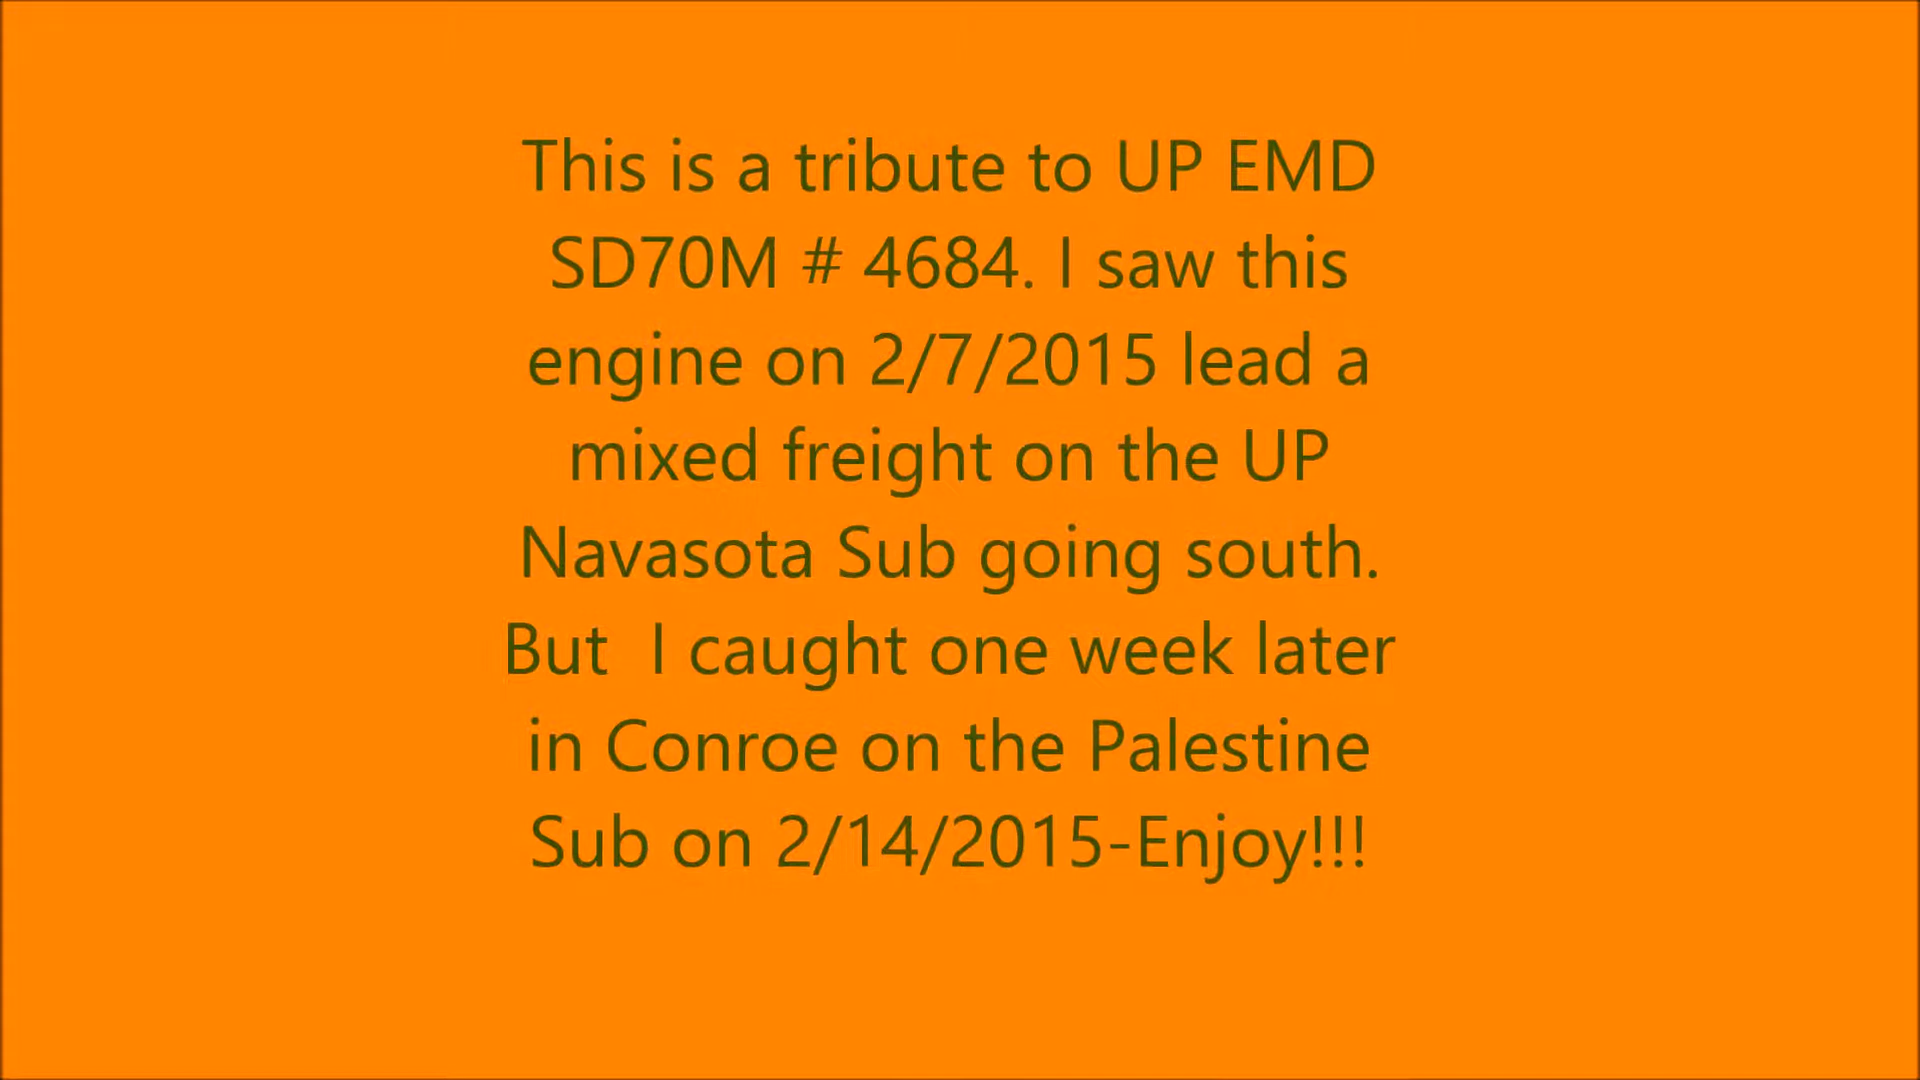 This is a tribute to UP EMD
SD70M # 4684. I saw this
engine on 2/7/2015 lead a
mixed freight on the UP
Navasota Sub going south.
But  I caught one week later
in Conroe on the Palestine
Sub on 2/14/2015-Enjoy!!!